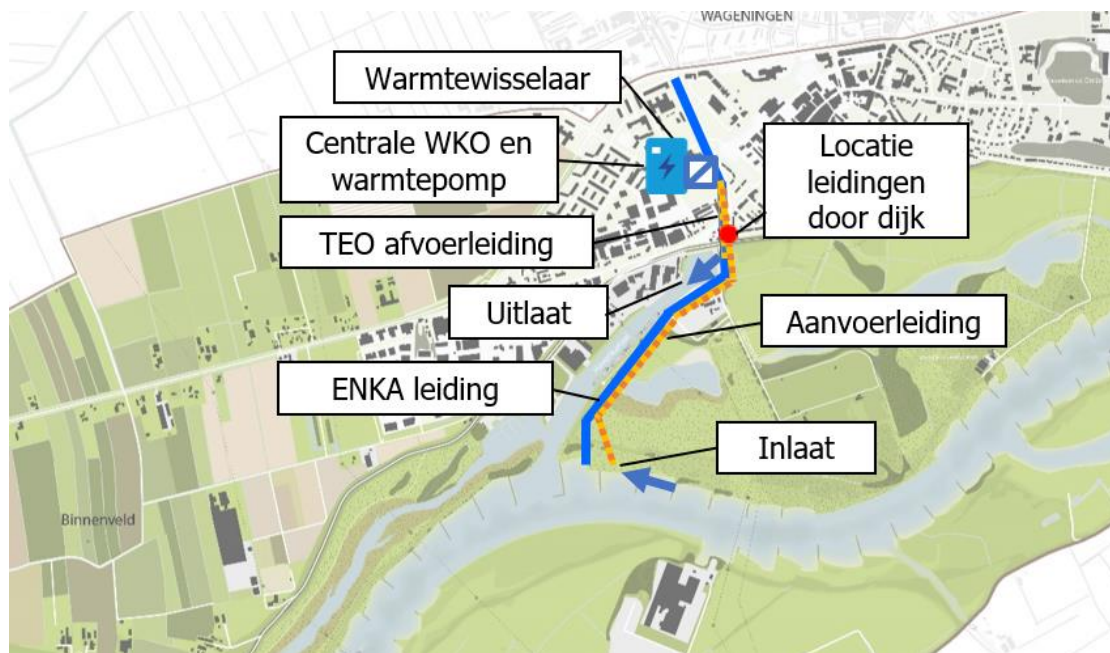 WAGENINGEN
Warmtewisselaar
Centrale WKO en
warmtepomp
Locatie
leidingen
door dijk
TEO afvoerleiding
Uitlaat
Aanvoerleiding
ENKA leiding
Inlaat
Binnenveld